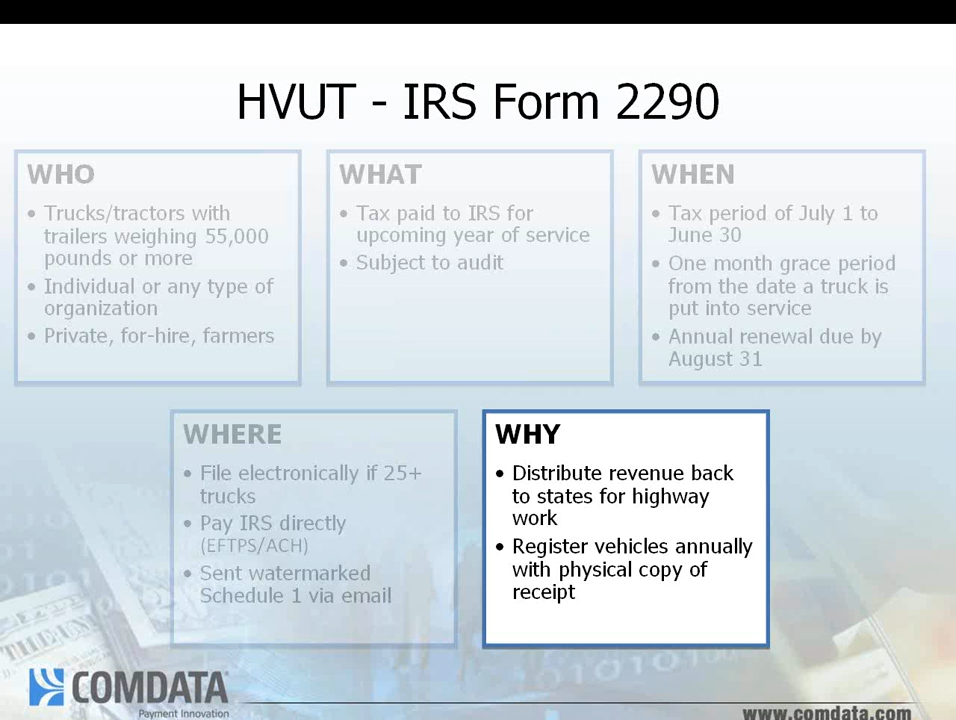 HVUT - IRS Form 2290
WHO
• Trucks/tractors with
trailers weighing 55,000
pounds or more
• Individual or any type of
organization
• Private, for-hire, farmers
WHAT
• Tax paid to IRS for
upcoming year of service
• Subject to audit
WHEN
• Tax period of July 1 to
June 30
• One month grace period
from the date a truck is
put into service
• Annual renewal due by
August 31
WHERE
• File electronically if 25+
trucks
• Pay IRS directly
(EFTPS/ACH)
• Sent watermarked
Schedule 1 via email
WHY
• Distribute revenue back
to states for highway
work
• Register vehicles annually
with physical copy of
receipt
COMDATA
Payment Innovation
www.comdata.com